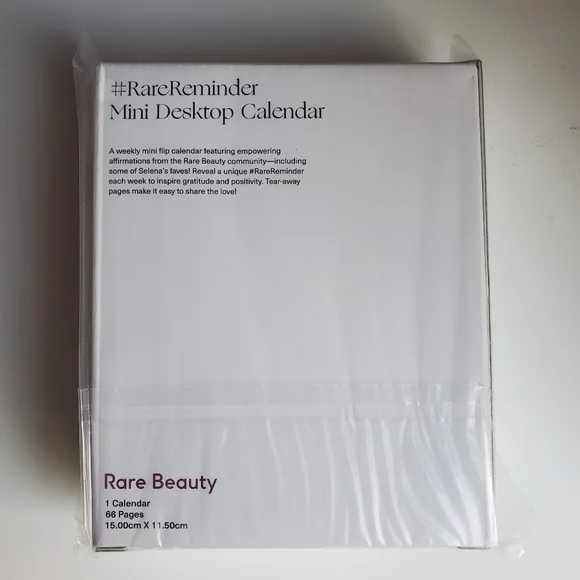 #RareReminder
Mini Desktop Calendar
A weekly mini flip calendar featuring empowering
affirmations from the Rare Beauty community—including
some of Selena's faves! Reveal a unique #RareReminder
each week to inspire gratitude and positivity. Tear-away
pages make it easy to share the love!
Rare Beauty
1 Calendar
66 Pages
15.00cm X 11.50cm